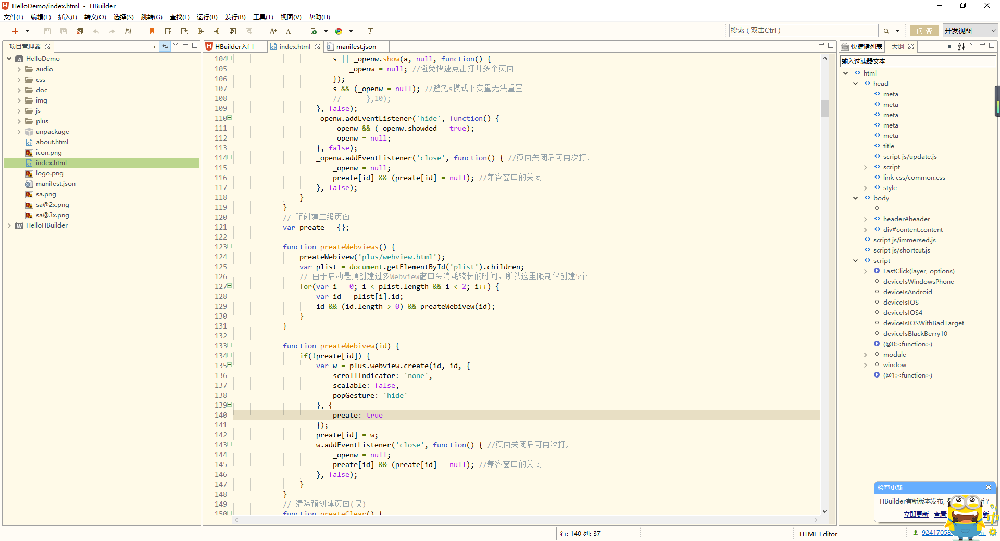 HelloDemo/index.html - HBuilder
文件(F) 编辑(E) 插入(I) 转义(O) 选择(S) 跳转(G) 查找(L) 运行(R) 发行(B) 工具(T) 视图(V) 帮助(H)
搜索（双击Ctrl）
问 答
开发视图
项目管理器
HelloDemo
audio
css
doc
img
js
plus
unpackage
about.html
icon.png
index.html
logo.png
manifest.json
sa.png
sa@2x.png
sa@3x.png
HelloHBuilder
HBuilder入门 index.html manifest.json
104 s || _openw.show(a, null, function() {
105 _openw = null; //避免快速点击打开多个页面
106 });
107 s && (_openw = null); //避免s模式下变量无法重置
108 // },10);
109 }, false);
110 _openw.addEventListener('hide', function() {
111 _openw && (_openw.showded = true);
112 _openw = null;
113 }, false);
114 _openw.addEventListener('close', function() { //页面关闭后可再次打开
115 _openw = null;
116 preate[id] && (preate[id] = null); //兼容窗口的关闭
117 }, false);
118 }
119 }
120 // 预创建二级页面
121 var preate = {};
122
123 function preateWebviews() {
124 preateWebivew('plus/webview.html');
125 var plist = document.getElementById('plist').children;
126 // 由于启动是预创建过多Webview窗口会消耗较长的时间，所以这里限制仅创建5个
127 for(var i = 0; i < plist.length && i < 2; i++) {
128 var id = plist[i].id;
129 id && (id.length > 0) && preateWebivew(id);
130 }
131 }
132
133 function preateWebivew(id) {
134 if(!preate[id]) {
135 var w = plus.webview.create(id, id, {
136 scrollIndicator: 'none',
137 scalable: false,
138 popGesture: 'hide'
139 }, {
140 preate: true
141 });
142 preate[id] = w;
143 w.addEventListener('close', function() { //页面关闭后可再次打开
144 _openw = null;
145 preate[id] && (preate[id] = null); //兼容窗口的关闭
146 }, false);
147 }
148 }
149 // 清除预创建页面(仅)
150 function preateClear() {
快捷键列表 大纲
输入过滤器文本
html
head
meta
meta
meta
meta
meta
title
script js/update.js
script
link css/common.css
style
body
header#header
div#content.content
script js/immersed.js
script js/shortcut.js
script
FastClick(layer, options)
deviceIsWindowsPhone
deviceIsAndroid
deviceIsIOS
deviceIsIOS4
deviceIsIOSWithBadTarget
deviceIsBlackBerry10
(@0:<function>)
module
window
(@1:<function>)
检查更新
HBuilder有新版本发布, 新？
立即更新 查看 新
中
行: 140 列: 37
HTML Editor
9241705